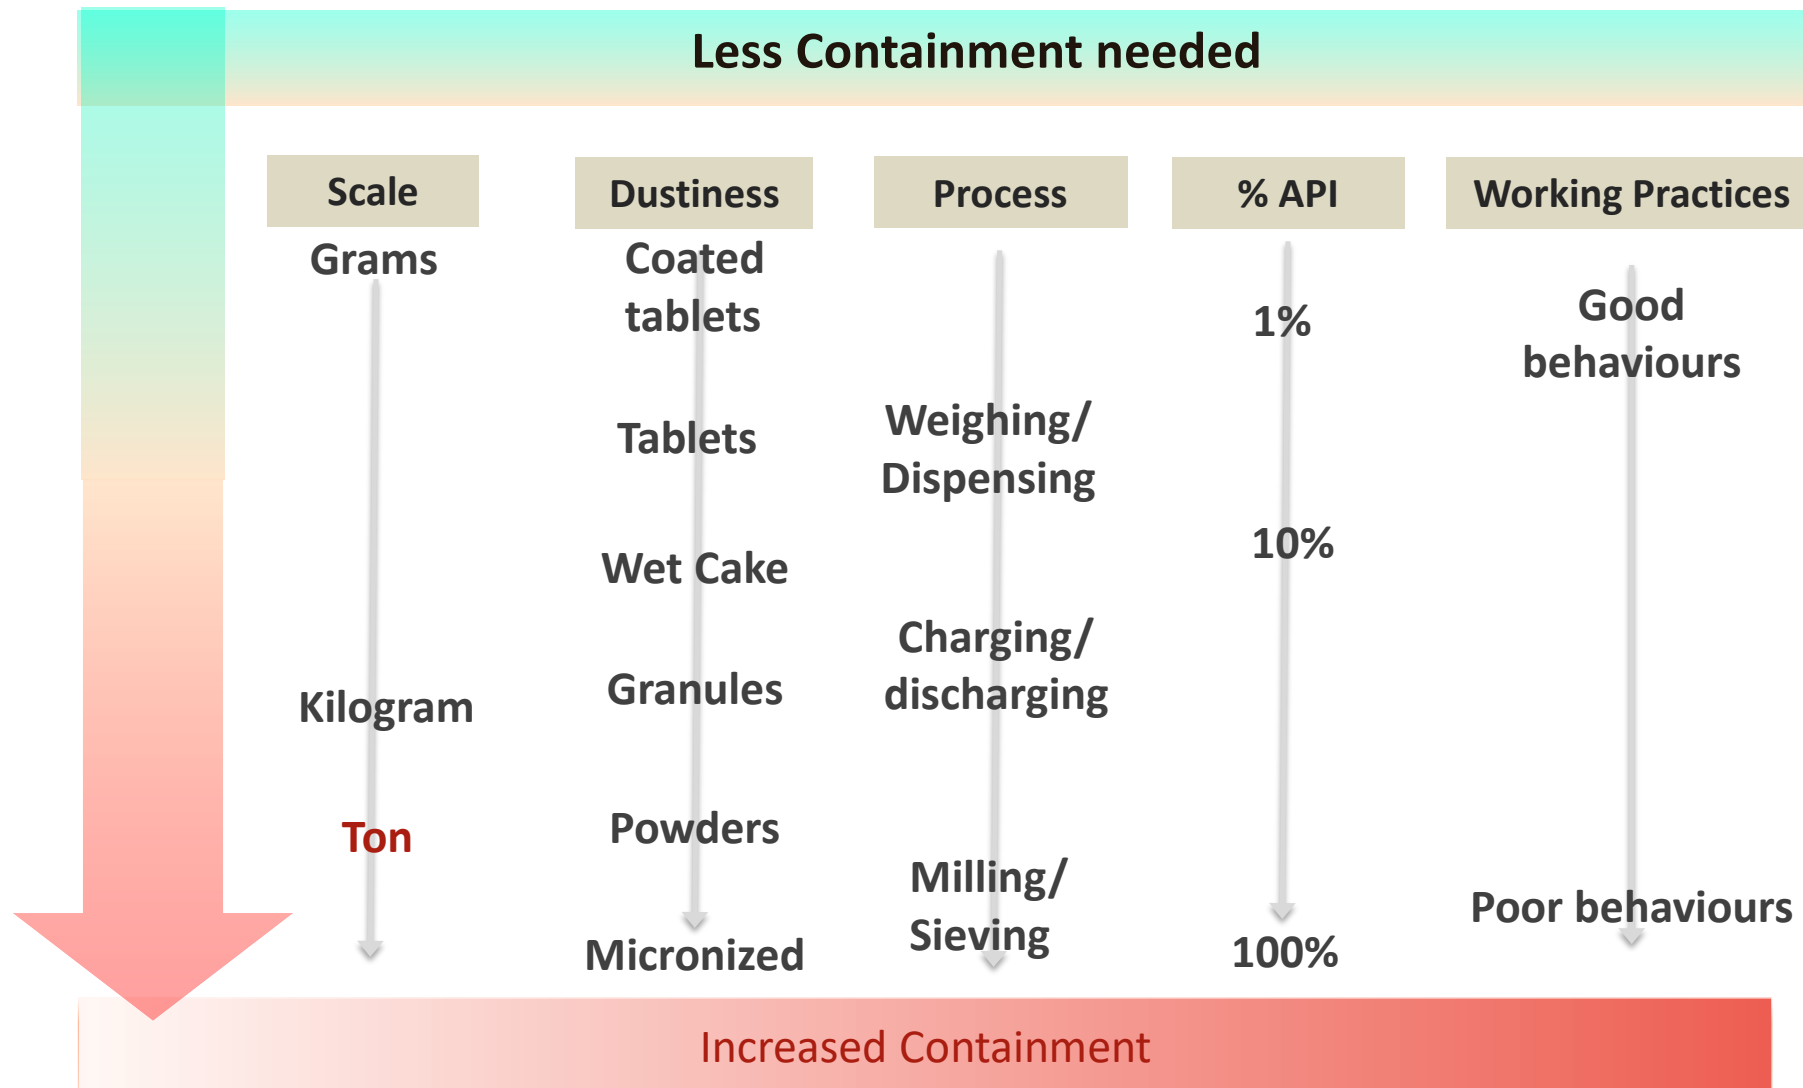 Less Containment needed
Scale
Grams
Kilogram
Ton
Dustiness
Coated
tablets
Tablets
Wet Cake
Granules
Powders
Micronized
Process
Weighing/
Dispensing
Charging/
discharging
Milling/
Sieving
% API
1%
10%
100%
Working Practices
Good
behaviours
Poor behaviours
Increased Containment